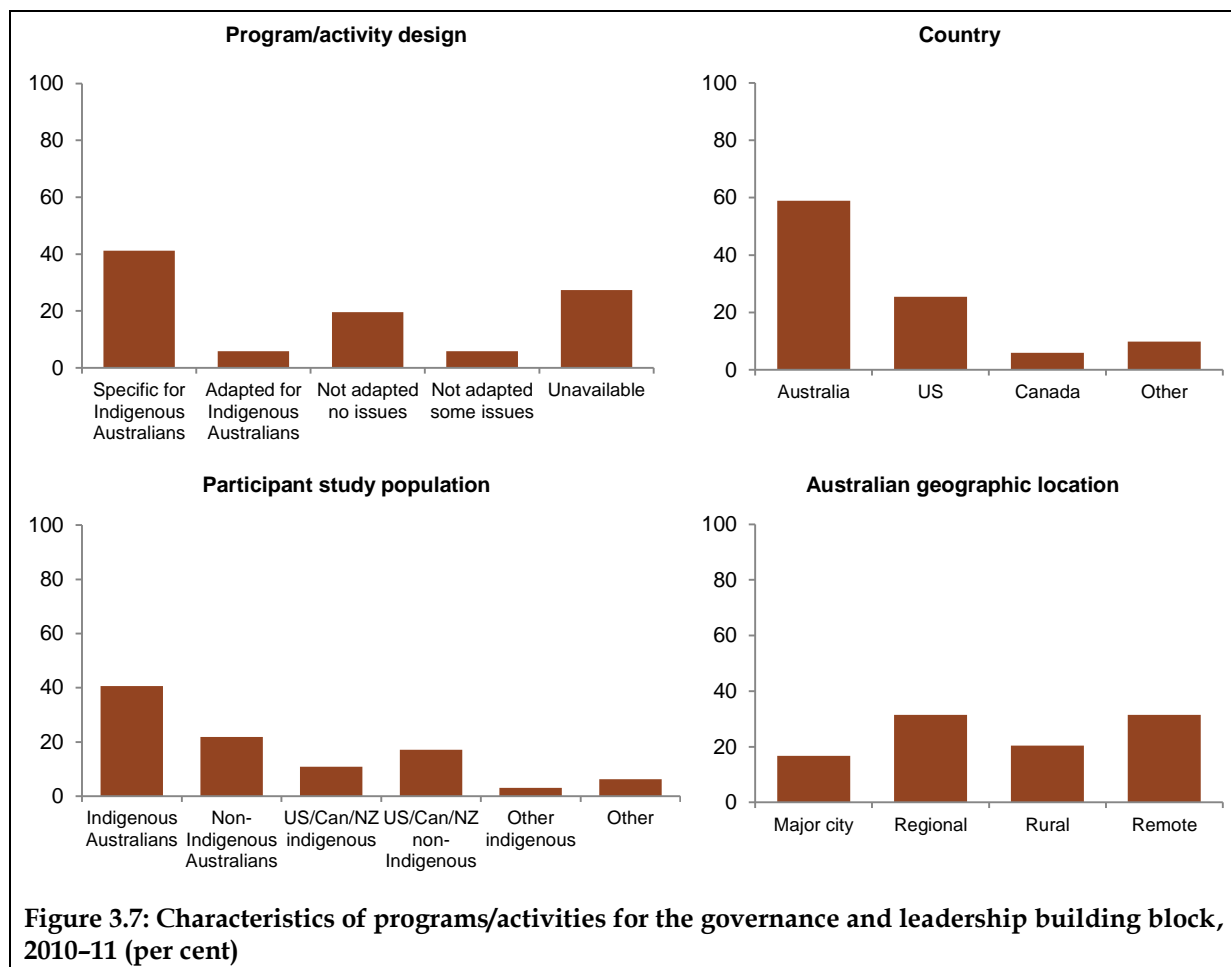 Program/activity design
100
80
60
40
20
0
Specific for Indigenous Australians
Adapted for Indigenous Australians
Not adapted no issues
Not adapted some issues
Unavailable
Country
100
80
60
40
20
0
Australia
US
Canada
Other
Participant study population
100
80
60
40
20
0
Indigenous Australians
Non-Indigenous Australians
US/Can/NZ indigenous
US/Can/NZ non-Indigenous
Other indigenous
Other
Australian geographic location
100
80
60
40
20
0
Major city
Regional
Rural
Remote
Figure 3.7: Characteristics of programs/activities for the governance and leadership building block,
2010–11 (per cent)